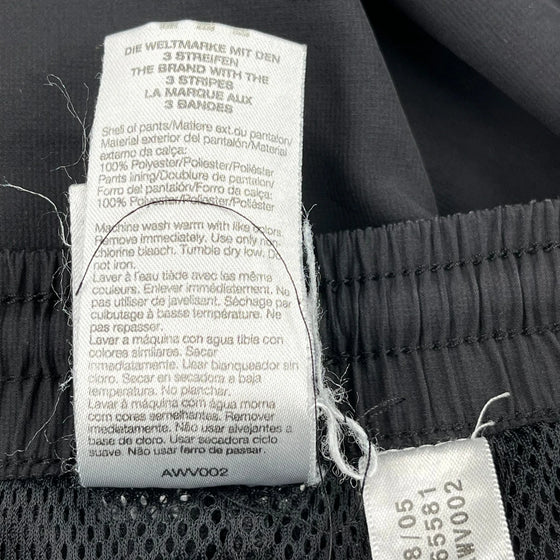 DIE WELTMARKE MIT DEN
3 STREIFEN
THE BRAND WITH THE
3 STRIPES
LA MARQUE AUX
3 BANDES
Shell of pants/Matière ext.du pantalon/
Material exterior del pantalón/Material
externo da calça:
100% Polyester/Poliester/Poliéster
Pants lining/Doublure de pantalon/
Forro del pantalón/Forro da calça:
100% Polyester/Poliester/Poliéster
Machine wash warm with like colors.
Remove immediately. Use only non-
chlorine bleach. Tumble dry low. Do
not iron.
Laver à l'eau tiède avec les même
couleurs. Enlever immédiatement. Ne
pas utiliser de javelisant. Séchage par
culbutage à basse température. Ne
pas repasser.
Lavar a máquina con agua tibia con
colores similares. Secar
inmediatamente. Usar blanqueador sin
cloro. Secar en secadora a baja
temperatura. No planchar.
Lavar à máquina com água morna
com cores semelhantes. Remover
imediatamente. Não usar alvejantes a
base de cloro. Usar secadora ciclo
suave. Não usar ferro de passar.
AWV002
8/05
65581
WV002